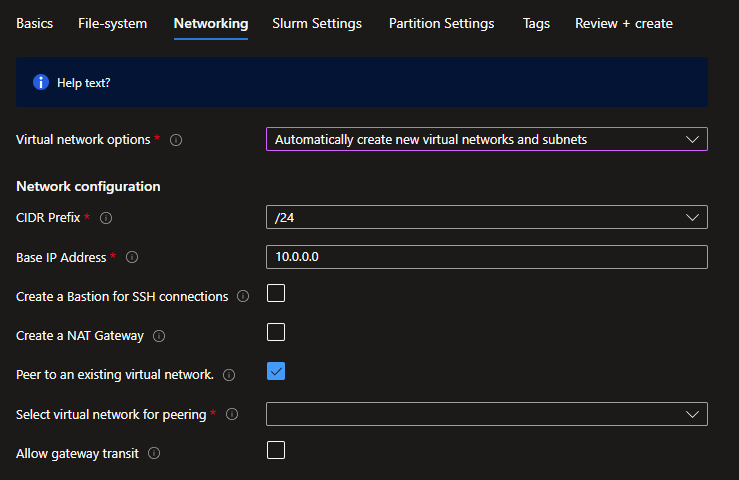 Basics File-system Networking Slurm Settings Partition Settings Tags Review + create
Help text?
Virtual network options * Automatically create new virtual networks and subnets
Network configuration
CIDR Prefix * /24
Base IP Address * 10.0.0.0
Create a Bastion for SSH connections
Create a NAT Gateway
Peer to an existing virtual network.
Select virtual network for peering *
Allow gateway transit